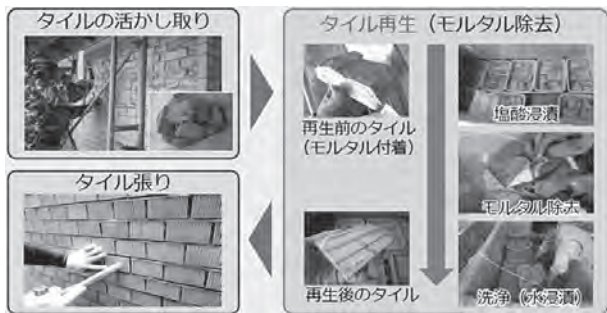 タイルの活かし取り
タイル再生（モルタル除去）
再生前のタイル
（モルタル付着）
塩酸浸漬
モルタル除去
洗浄（水浸漬）
再生後のタイル
タイル張り